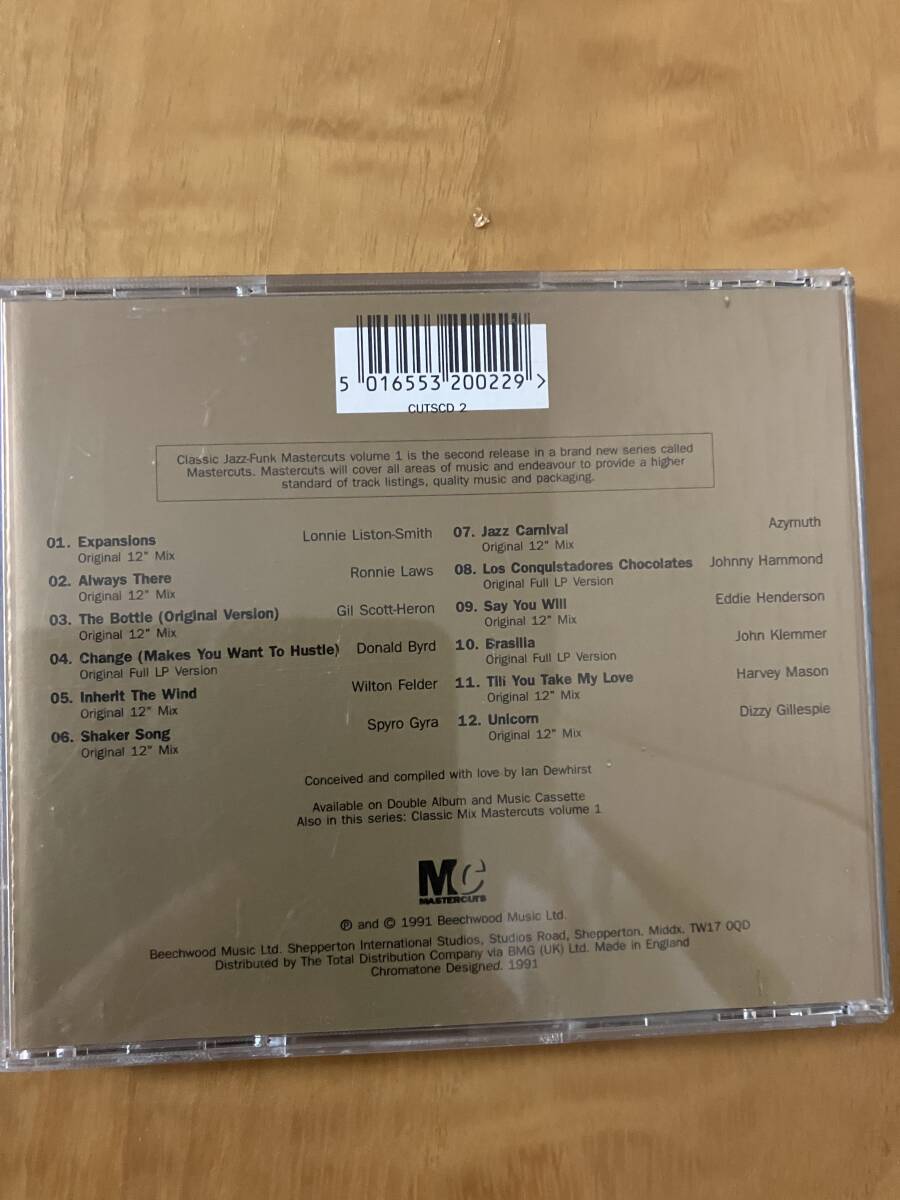 5 016553 200229 >
CUTSCD 2
Classic Jazz-Funk Mastercuts volume 1 is the second release in a brand new series called
Mastercuts. Mastercuts will cover all areas of music and endeavour to provide a higher
standard of track listings, quality music and packaging.
01. Expansions Lonnie Liston-Smith
Original 12" Mix
02. Always There Ronnie Laws
Original 12" Mix
03. The Bottle (Original Version) Gil Scott-Heron
Original 12" Mix
04. Change (Makes You Want To Hustle) Donald Byrd
Original Full LP Version
05. Inherit The Wind Wilton Felder
Original 12" Mix
06. Shaker Song Spyro Gyra
Original 12" Mix
07. Jazz Carnival Azymuth
Original 12" Mix
08. Los Conquistadores Chocolates Johnny Hammond
Original Full LP Version
09. Say You Will Eddie Henderson
Original 12" Mix
10. Brasilia John Klemmer
Original Full LP Version
11. Till You Take My Love Harvey Mason
Original 12" Mix
12. Unicorn Dizzy Gillespie
Original 12" Mix
Conceived and compiled with love by Ian Dewhirst
Available on Double Album and Music Cassette
Also in this series: Classic Mix Mastercuts volume 1
MC
MASTERCUTS
℗ and © 1991 Beechwood Music Ltd.
Beechwood Music Ltd. Shepperton International Studios, Studios Road, Shepperton. Middx. TW17 0QD
Distributed by The Total Distribution Company via BMG (UK) Ltd. Made in England
Chromatone Designed. 1991